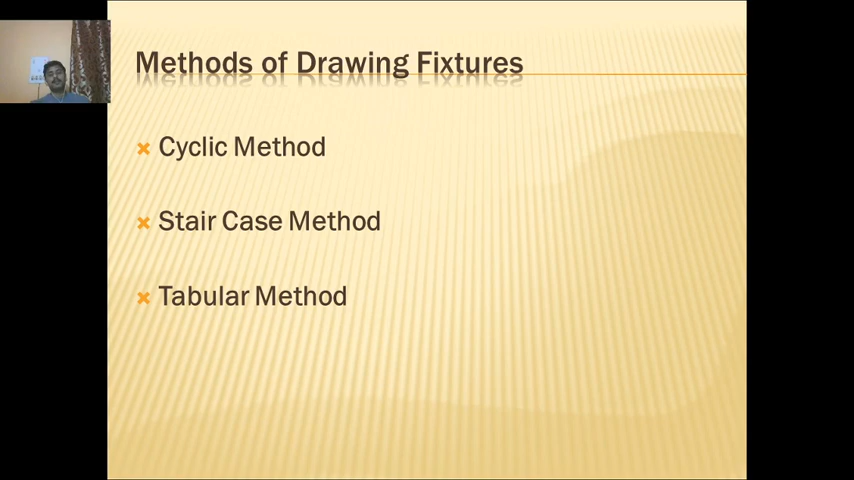 Methods of Drawing Fixtures
Cyclic Method
Stair Case Method
Tabular Method